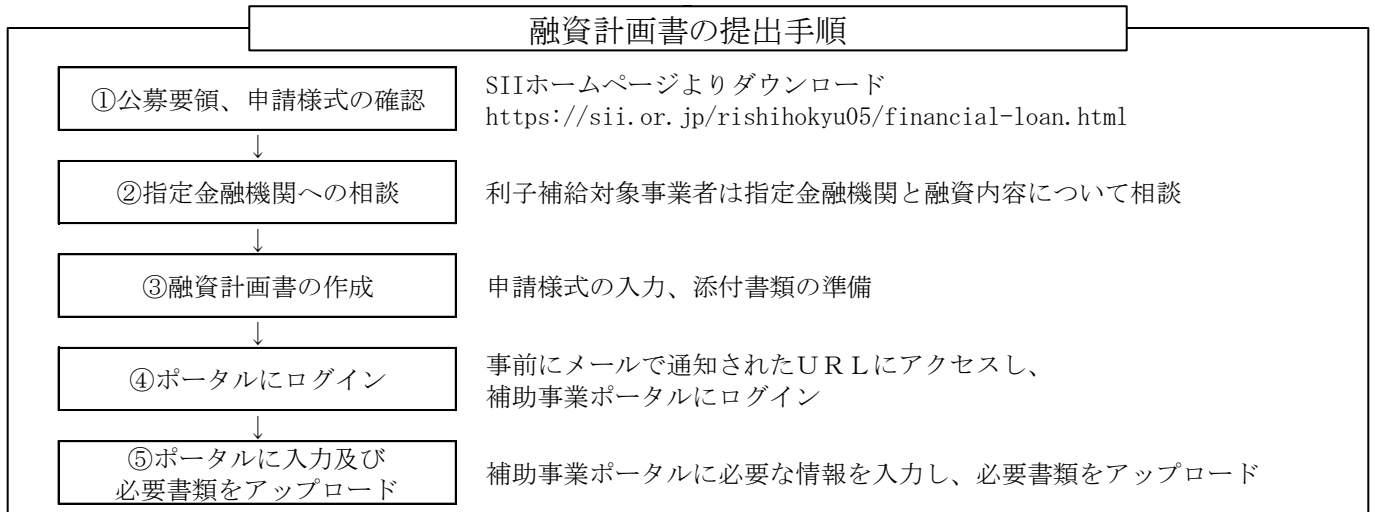 融資計画書の提出手順
①公募要領、申請様式の確認
SIIホームページよりダウンロード
https://sii.or.jp/rishihokyu05/financial-loan.html
↓
②指定金融機関への相談
利子補給対象事業者は指定金融機関と融資内容について相談
↓
③融資計画書の作成
申請様式の入力、添付書類の準備
↓
④ポータルにログイン
事前にメールで通知されたＵＲＬにアクセスし、
補助事業ポータルにログイン
↓
⑤ポータルに入力及び
必要書類をアップロード
補助事業ポータルに必要な情報を入力し、必要書類をアップロード